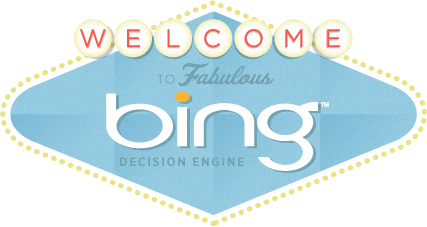 WELCOME
TO Fabulous
bing™
DECISION ENGINE